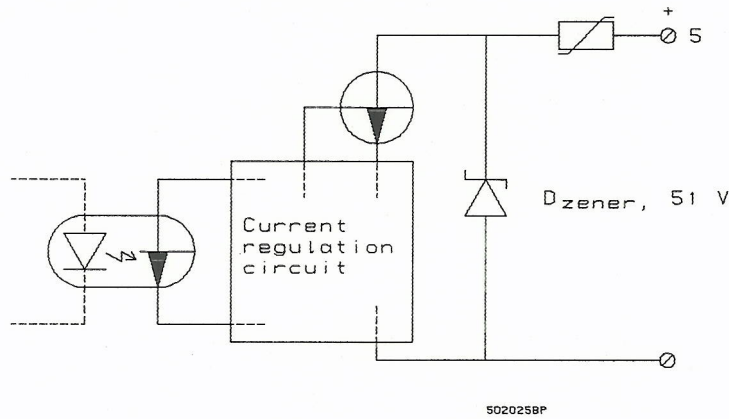 +
5
Dzener, 51 V
Current
regulation
circuit
502025BP